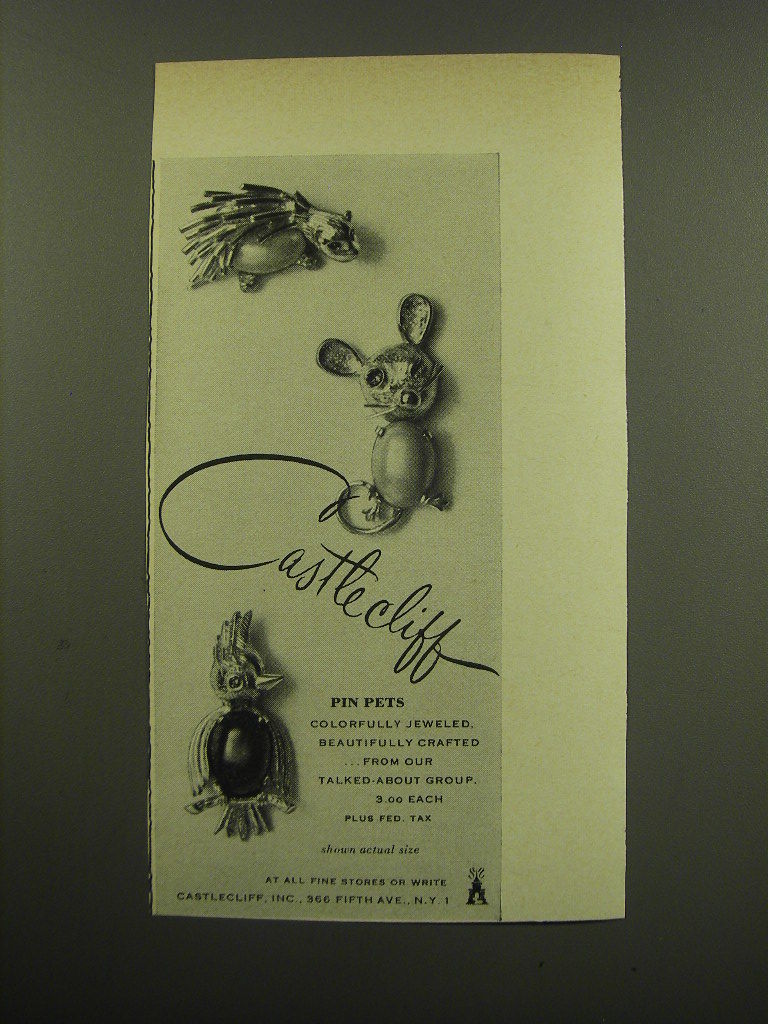 Castlecliff
PIN PETS
COLORFULLY JEWELED,
BEAUTIFULLY CRAFTED
...FROM OUR
TALKED-ABOUT GROUP.
3.00 EACH
PLUS FED. TAX
shown actual size
AT ALL FINE STORES OR WRITE
CASTLECLIFF, INC., 366 FIFTH AVE., N.Y. 1